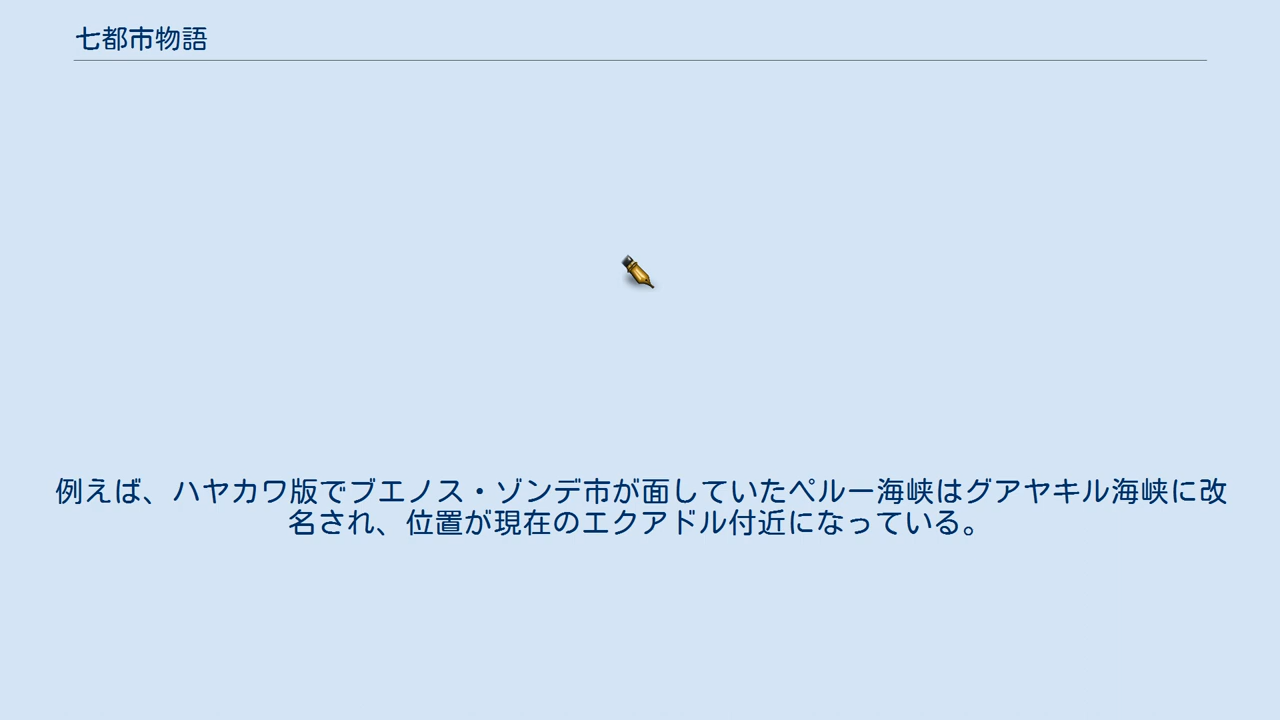 七都市物語
例えば、ハヤカワ版でブエノス・ゾンデ市が面していたペルー海峡はグアヤキル海峡に改
名され、位置が現在のエクアドル付近になっている。